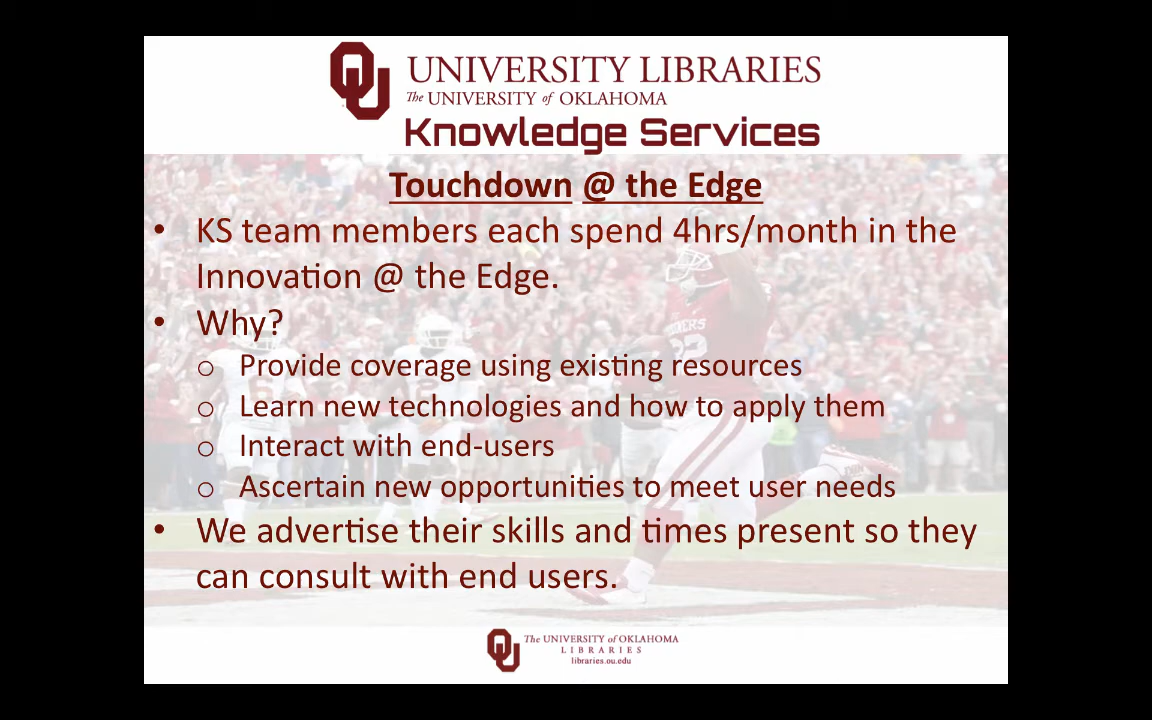 OU
UNIVERSITY LIBRARIES
The UNIVERSITY of OKLAHOMA
Knowledge Services
Touchdown @ the Edge
• KS team members each spend 4hrs/month in the
Innovation @ the Edge.
• Why?
o Provide coverage using existing resources
o Learn new technologies and how to apply them
o Interact with end-users
o Ascertain new opportunities to meet user needs
• We advertise their skills and times present so they
can consult with end users.
OU
The UNIVERSITY of OKLAHOMA
LIBRARIES
libraries.ou.edu